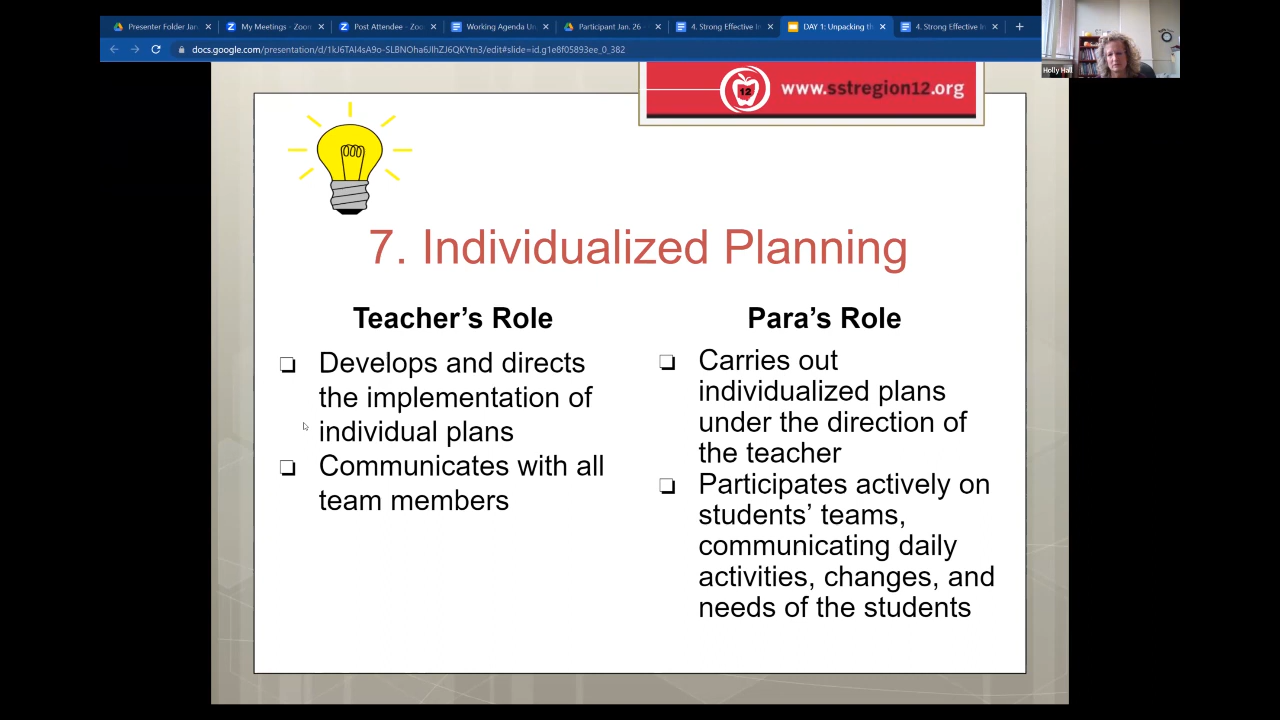 Presenter Folder Jan.
My Meetings - Zoom
Post Attendee - Zoom
Working Agenda Un
Participant Jan. 26 -
4. Strong Effective In
DAY 1: Unpacking th
4. Strong Effective In
docs.google.com/presentation/d/1kJ6TAI4sA9o-SLBNOha6JlhZJ6QKYtn3/edit#slide=id.g1e8f05893ee_0_382
Holly Hal
12
www.sstregion12.org
7. Individualized Planning
Teacher's Role
❏ Develops and directs
the implementation of
individual plans
❏ Communicates with all
team members
Para's Role
❏ Carries out
individualized plans
under the direction of
the teacher
❏ Participates actively on
students' teams,
communicating daily
activities, changes, and
needs of the students